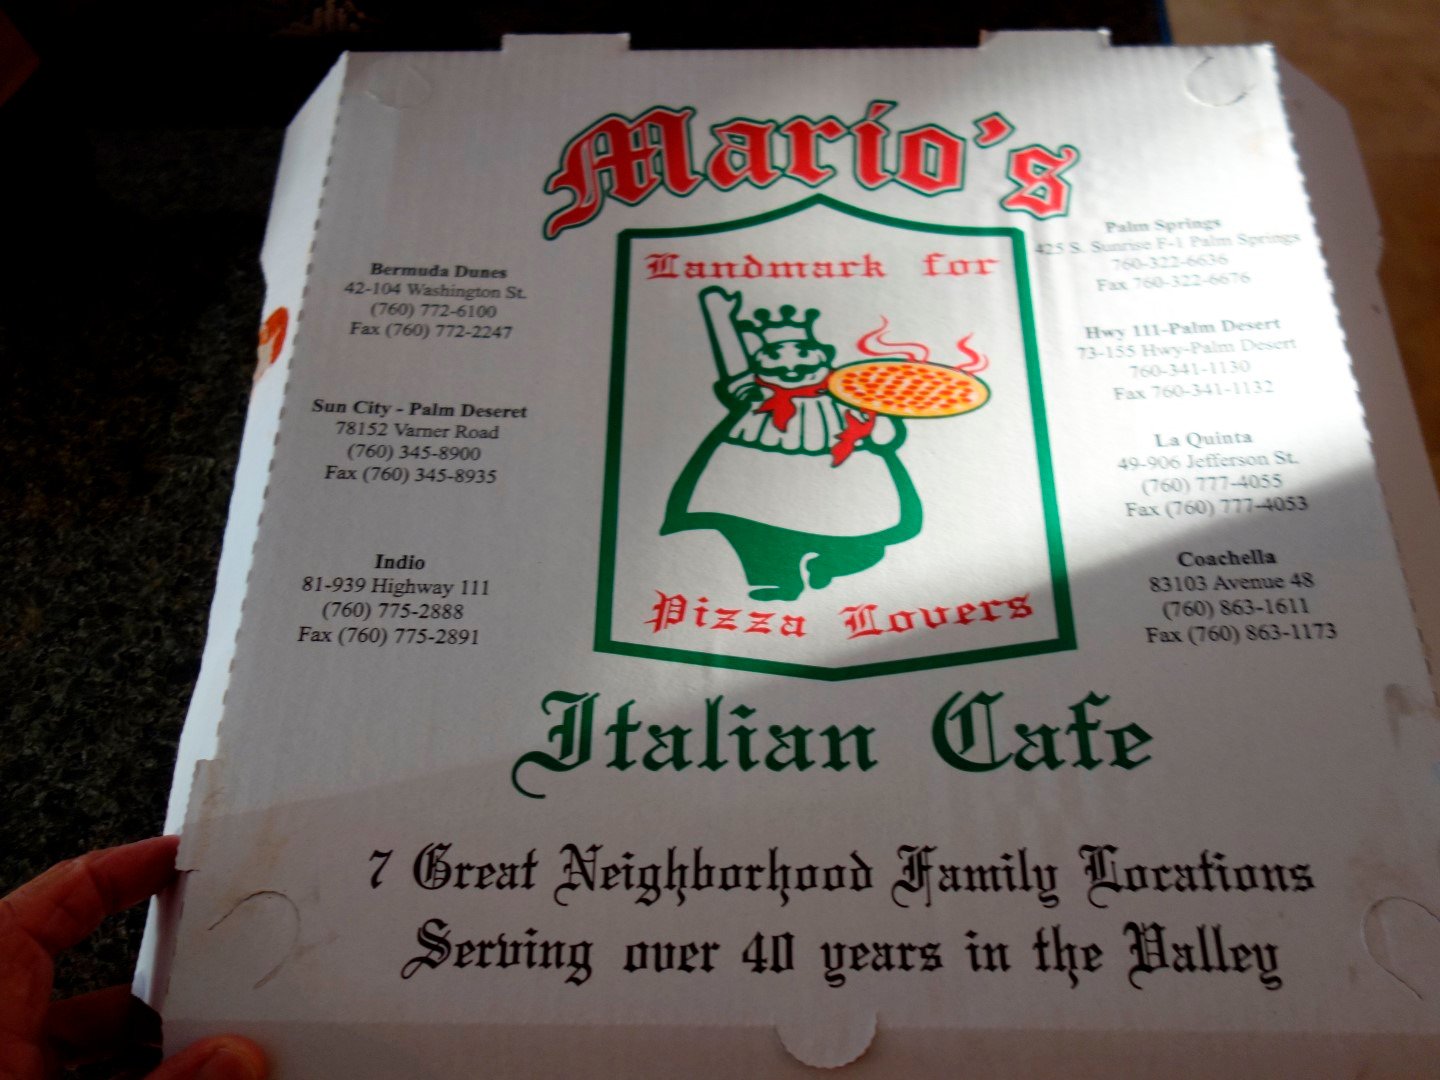 Mario's
Landmark for
Pizza Lovers
Italian Cafe
Bermuda Dunes
42-104 Washington St.
(760) 772-6100
Fax (760) 772-2247
Sun City - Palm Deseret
78152 Varner Road
(760) 345-8900
Fax (760) 345-8935
Indio
81-939 Highway 111
(760) 775-2888
Fax (760) 775-2891
Palm Springs
425 S. Sunrise F-1 Palm Springs
760-322-6636
Fax 760-322-6676
Hwy 111-Palm Desert
73-155 Hwy-Palm Desert
760-341-1130
Fax 760-341-1132
La Quinta
49-906 Jefferson St.
(760) 777-4055
Fax (760) 777-4053
Coachella
83103 Avenue 48
(760) 863-1611
Fax (760) 863-1173
7 Great Neighborhood Family Locations
Serving over 40 years in the Valley